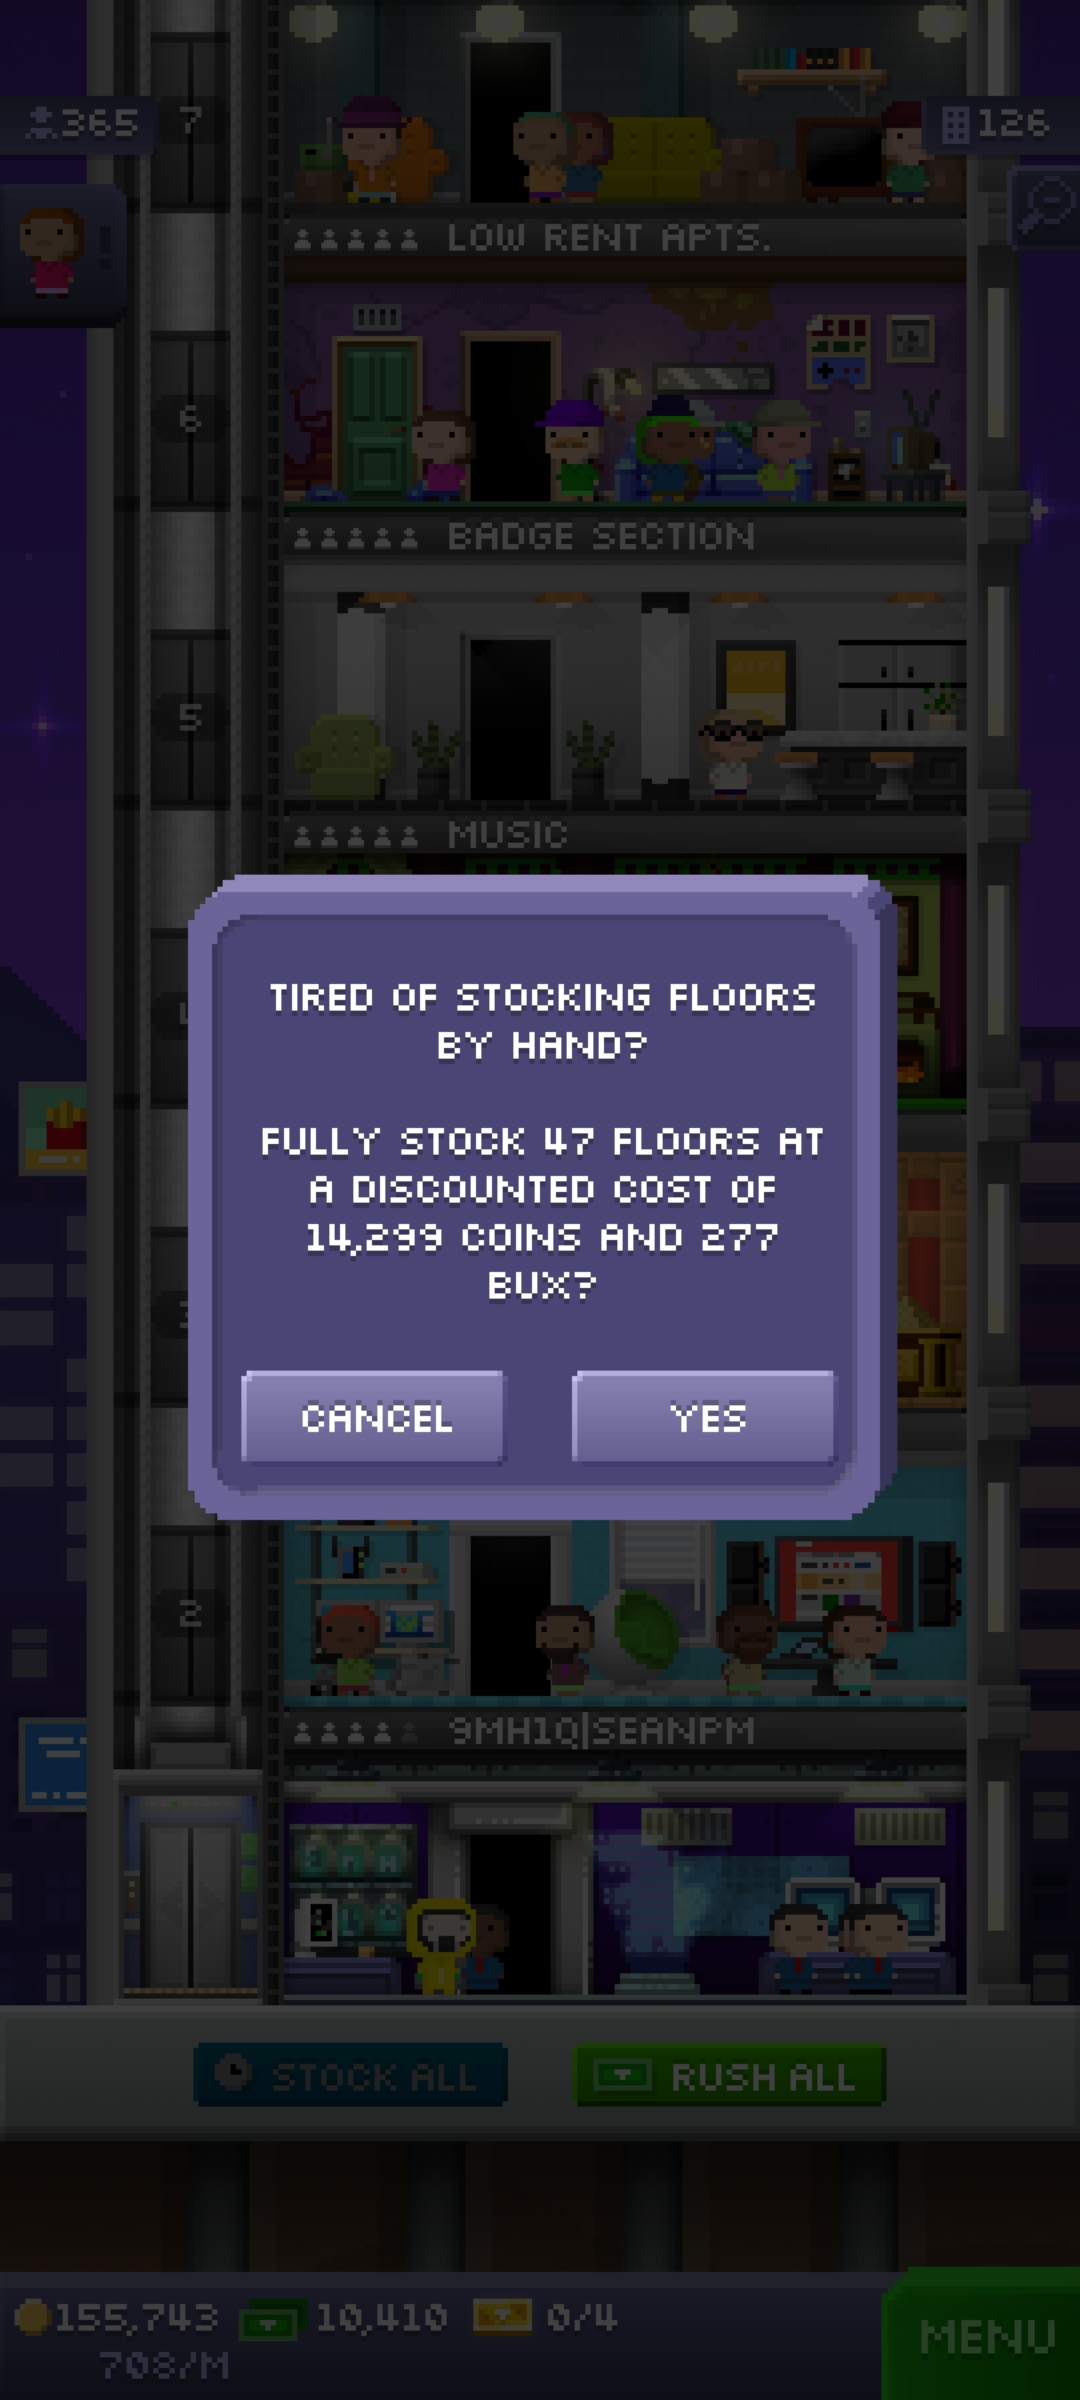 365
7
126
LOW RENT APTS.
6
BADGE SECTION
5
MUSIC
TIRED OF STOCKING FLOORS
BY HAND?
FULLY STOCK 47 FLOORS AT
A DISCOUNTED COST OF
14,299 COINS AND 277
BUX?
CANCEL
YES
2
9MH1Q|SEANPM
STOCK ALL
RUSH ALL
155,743
10,410
0/4
708/M
MENU